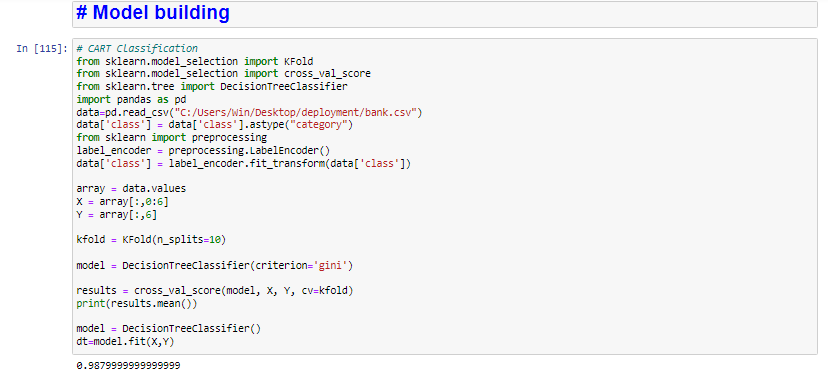 # Model building
In [115]: # CART Classification
from sklearn.model_selection import KFold
from sklearn.model_selection import cross_val_score
from sklearn.tree import DecisionTreeClassifier
import pandas as pd
data=pd.read_csv("C:/Users/Win/Desktop/deployment/bank.csv")
data['class'] = data['class'].astype("category")
from sklearn import preprocessing
label_encoder = preprocessing.LabelEncoder()
data['class'] = label_encoder.fit_transform(data['class'])
array = data.values
X = array[:,0:6]
Y = array[:,6]
kfold = KFold(n_splits=10)
model = DecisionTreeClassifier(criterion='gini')
results = cross_val_score(model, X, Y, cv=kfold)
print(results.mean())
model = DecisionTreeClassifier()
dt=model.fit(X,Y)
0.9879999999999999